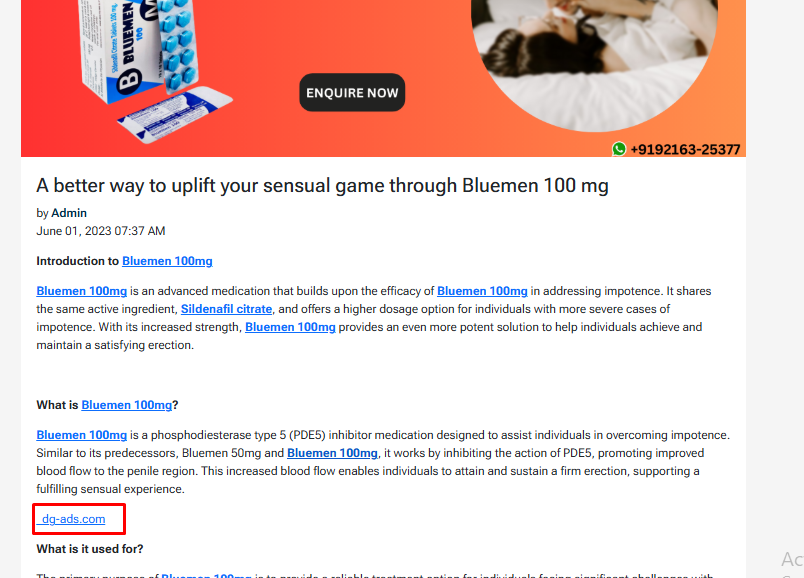 Sildenafil Citrate Tablets 100 mg
BLUEMEN
100
B
ENQUIRE NOW
+9192163-25377
A better way to uplift your sensual game through Bluemen 100 mg
by Admin
June 01, 2023 07:37 AM
Introduction to Bluemen 100mg
Bluemen 100mg is an advanced medication that builds upon the efficacy of Bluemen 100mg in addressing impotence. It shares
the same active ingredient, Sildenafil citrate, and offers a higher dosage option for individuals with more severe cases of
impotence. With its increased strength, Bluemen 100mg provides an even more potent solution to help individuals achieve and
maintain a satisfying erection.
What is Bluemen 100mg?
Bluemen 100mg is a phosphodiesterase type 5 (PDE5) inhibitor medication designed to assist individuals in overcoming impotence.
Similar to its predecessors, Bluemen 50mg and Bluemen 100mg, it works by inhibiting the action of PDE5, promoting improved
blood flow to the penile region. This increased blood flow enables individuals to attain and sustain a firm erection, supporting a
fulfilling sensual experience.
dg-ads.com
What is it used for?
The primary purpose of Bluemen 100mg is to provide a reliable treatment option for individuals facing significant challenges with